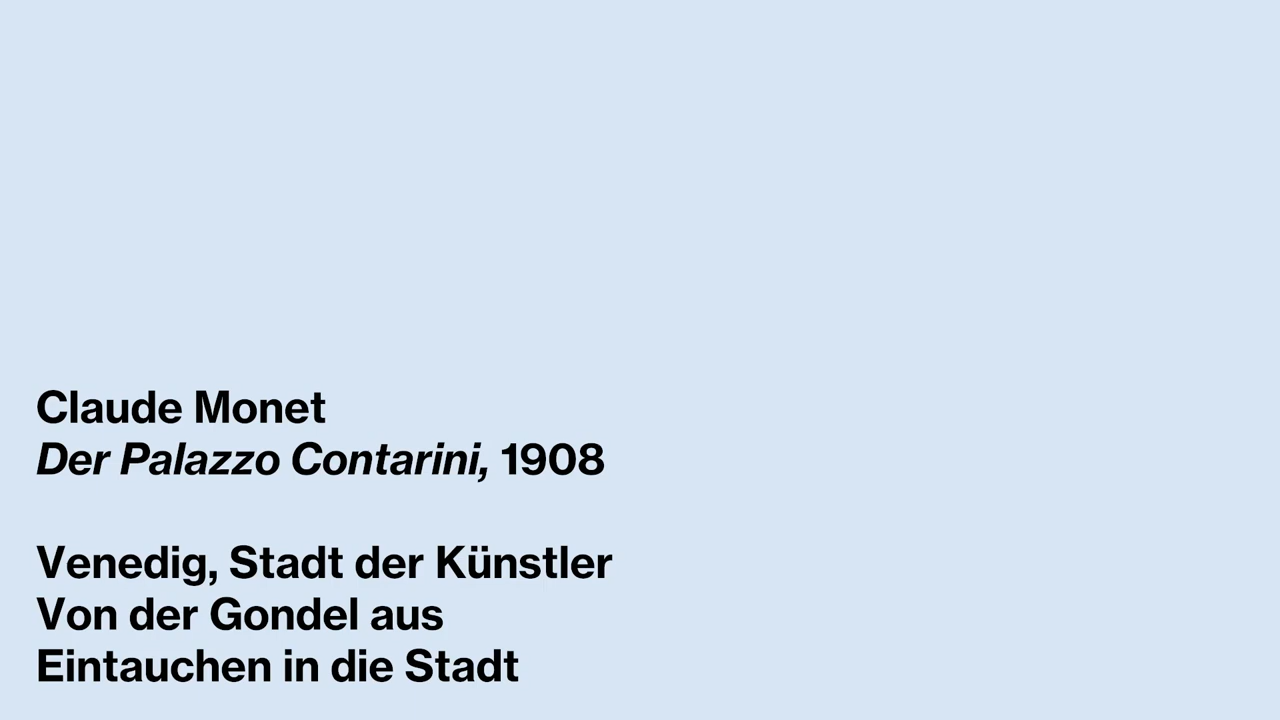 Claude Monet
Der Palazzo Contarini, 1908
Venedig, Stadt der Künstler
Von der Gondel aus
Eintauchen in die Stadt